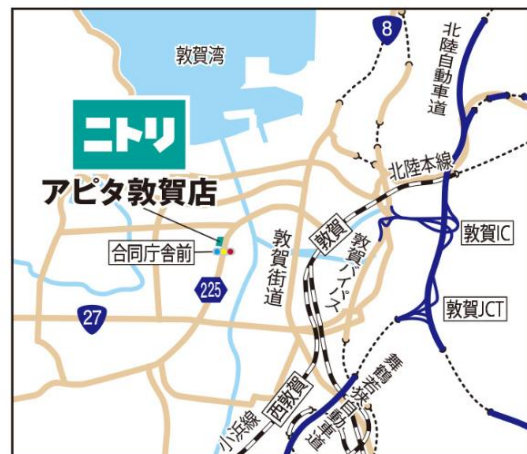 敦賀湾
8
北陸自動車道
ニトリ
アピタ敦賀店
北陸本線
敦賀
合同庁舎前
敦賀街道
敦賀バイパス
敦賀IC
225
27
敦賀JCT
西敦賀
小浜線
舞鶴若狭自動車道